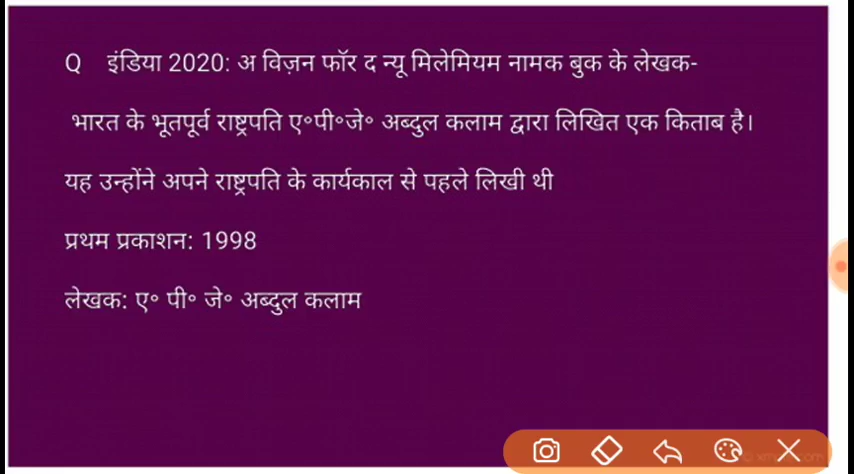 Q इंडिया 2020: अ विज़न फॉर द न्यू मिलेमियम नामक बुक के लेखक-
भारत के भूतपूर्व राष्ट्रपति ए॰पी॰जे॰ अब्दुल कलाम द्वारा लिखित एक किताब है।
यह उन्होंने अपने राष्ट्रपति के कार्यकाल से पहले लिखी थी
प्रथम प्रकाशन: 1998
लेखक: ए॰ पी॰ जे॰ अब्दुल कलाम